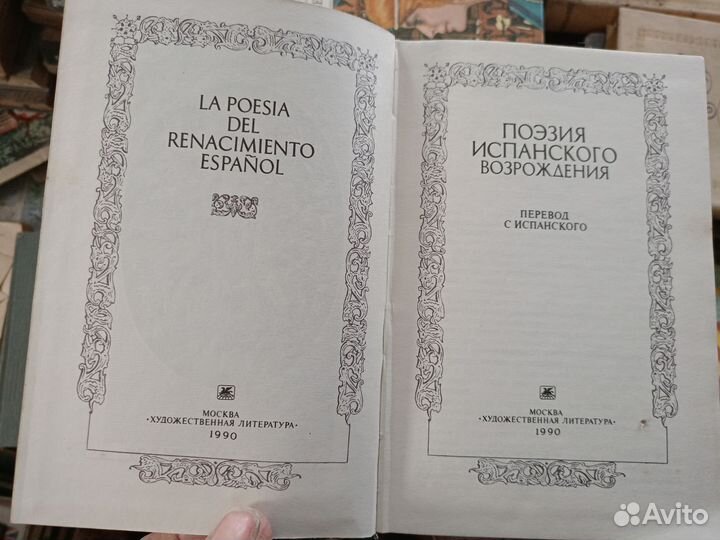 LA POESIA
DEL
RENACIMIENTO
ESPAÑOL
МОСКВА
·ХУДОЖЕСТВЕННАЯ ЛИТЕРАТУРА·
1990
ПОЭЗИЯ
ИСПАНСКОГО
ВОЗРОЖДЕНИЯ
ПЕРЕВОД
С ИСПАНСКОГО
МОСКВА
·ХУДОЖЕСТВЕННАЯ ЛИТЕРАТУРА·
1990
Avito